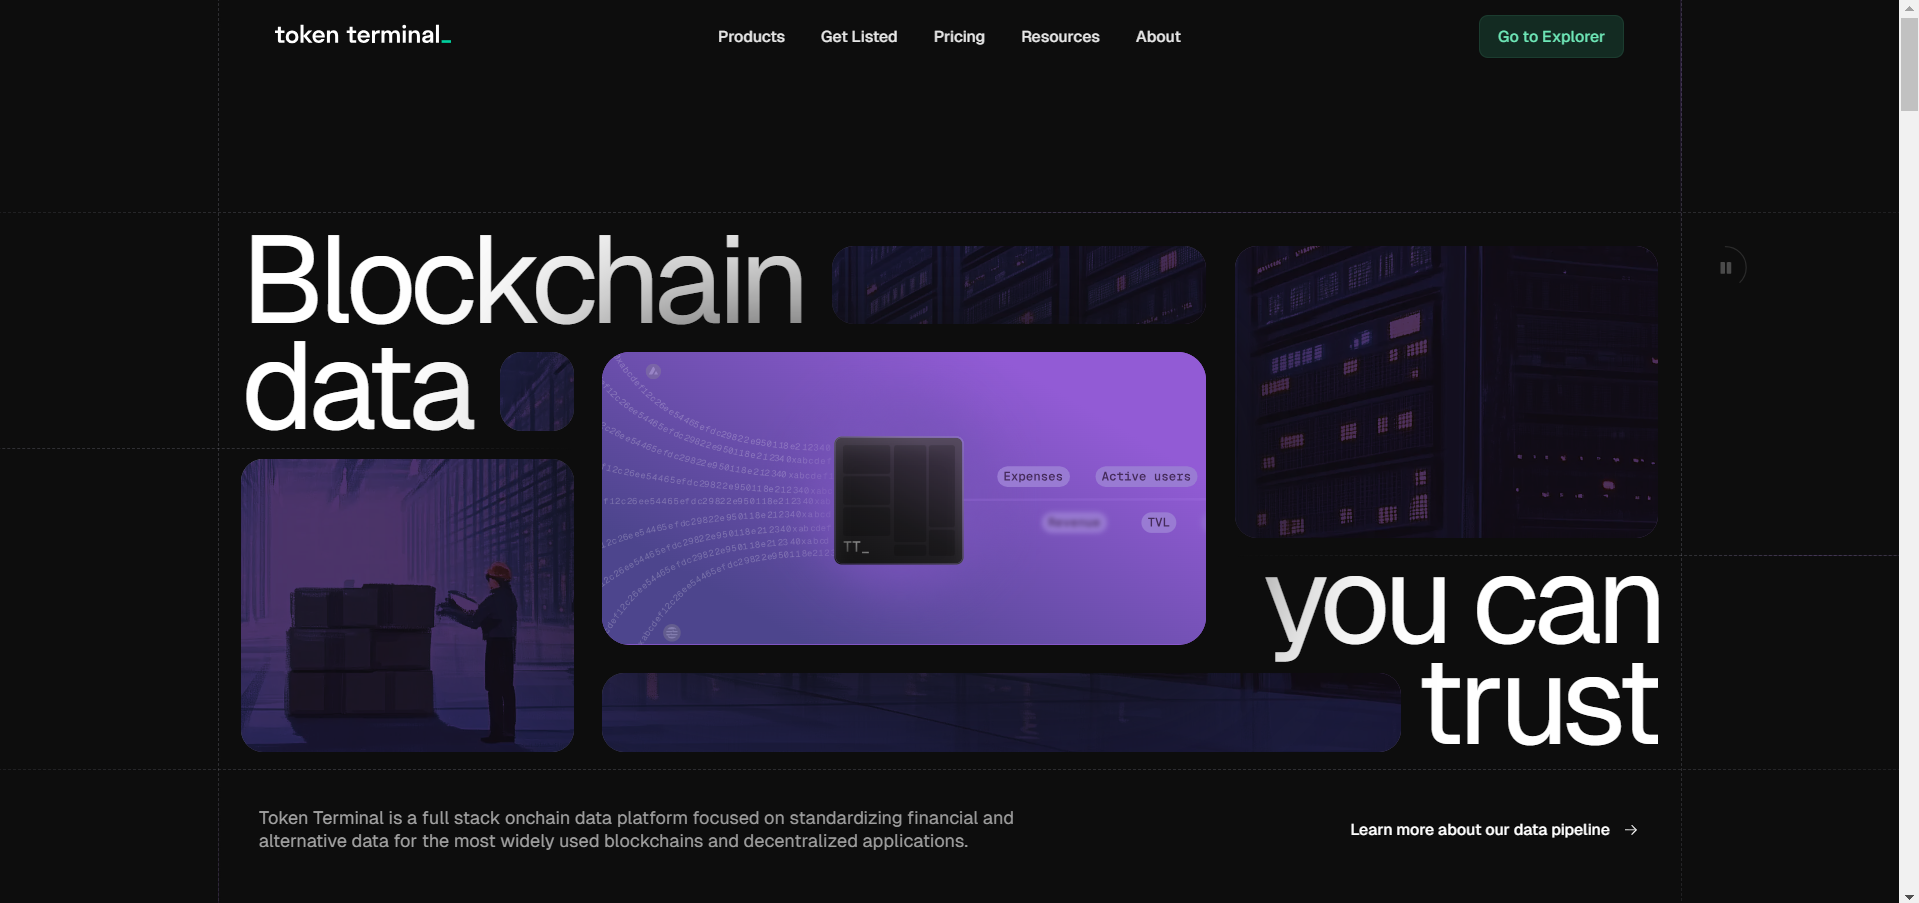 token terminal_
Products
Get Listed
Pricing
Resources
About
Go to Explorer
Blockchain
data
Expenses
Active users
Revenue
TVL
TT_
you can
trust
Token Terminal is a full stack onchain data platform focused on standardizing financial and
alternative data for the most widely used blockchains and decentralized applications.
Learn more about our data pipeline →